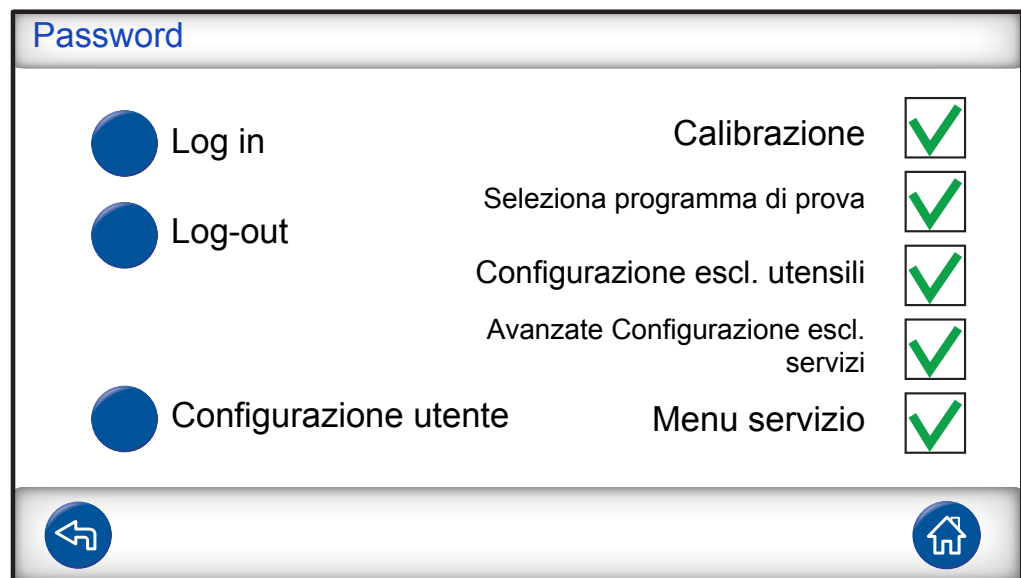 Password
Log in
Log-out
Configurazione utente
Calibrazione
Seleziona programma di prova
Configurazione escl. utensili
Avanzate Configurazione escl.
servizi
Menu servizio